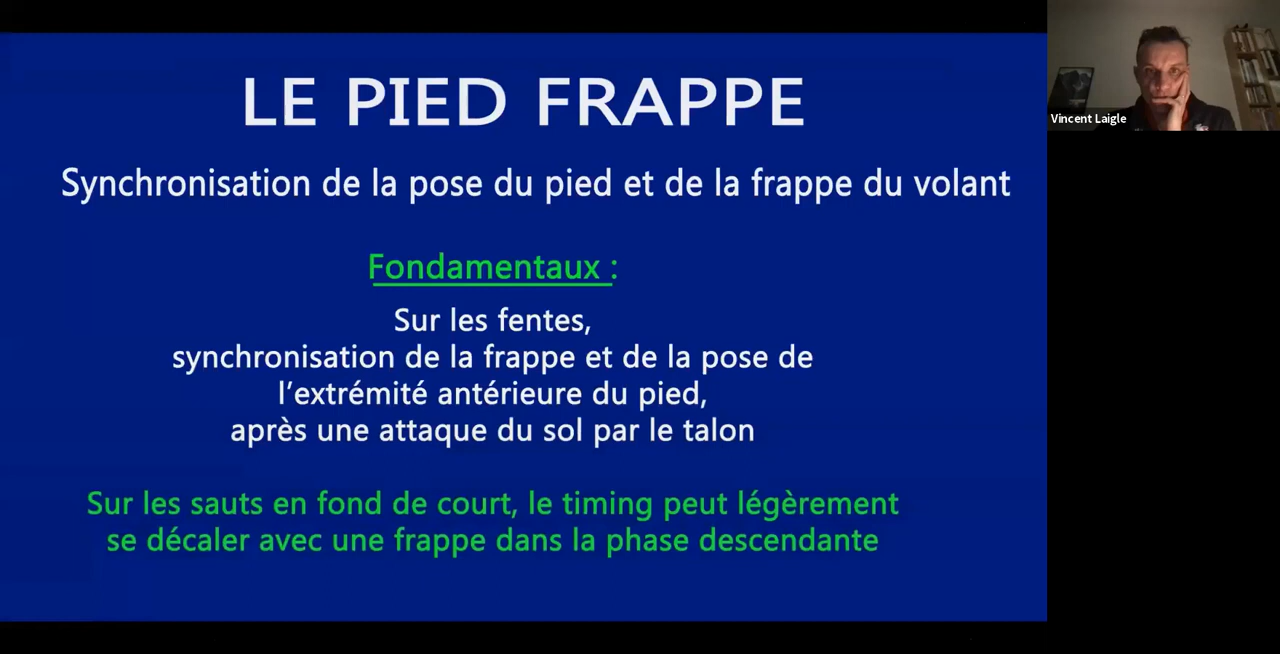 LE PIED FRAPPE
Synchronisation de la pose du pied et de la frappe du volant
Fondamentaux :
Sur les fentes,
synchronisation de la frappe et de la pose de
l’extrémité antérieure du pied,
après une attaque du sol par le talon
Sur les sauts en fond de court, le timing peut légèrement
se décaler avec une frappe dans la phase descendante
Vincent Laigle